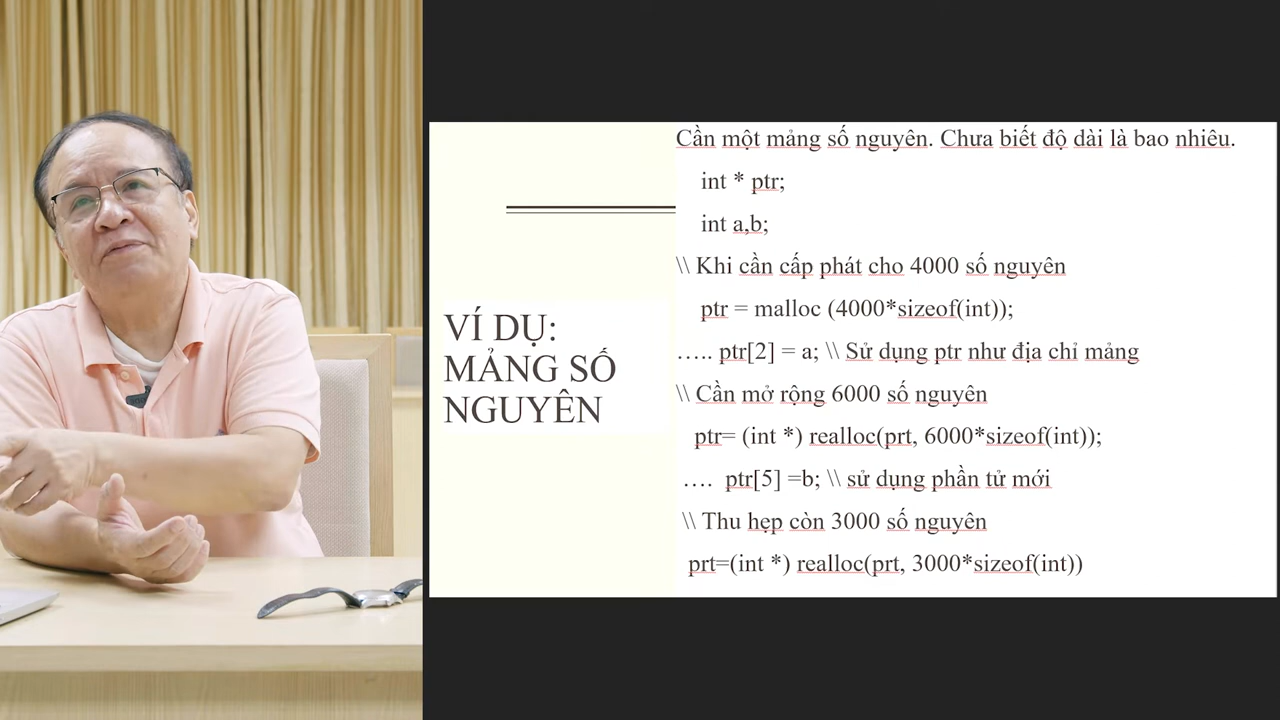 VÍ DỤ:
MẢNG SỐ
NGUYÊN
Cần một mảng số nguyên. Chưa biết độ dài là bao nhiêu.
int * ptr;
int a,b;
\\ Khi cần cấp phát cho 4000 số nguyên
ptr = malloc (4000*sizeof(int));
….. ptr[2] = a; \\ Sử dụng ptr như địa chỉ mảng
\\ Cần mở rộng 6000 số nguyên
ptr= (int *) realloc(prt, 6000*sizeof(int));
…. ptr[5] =b; \\ sử dụng phần tử mới
\\ Thu hẹp còn 3000 số nguyên
prt=(int *) realloc(prt, 3000*sizeof(int))